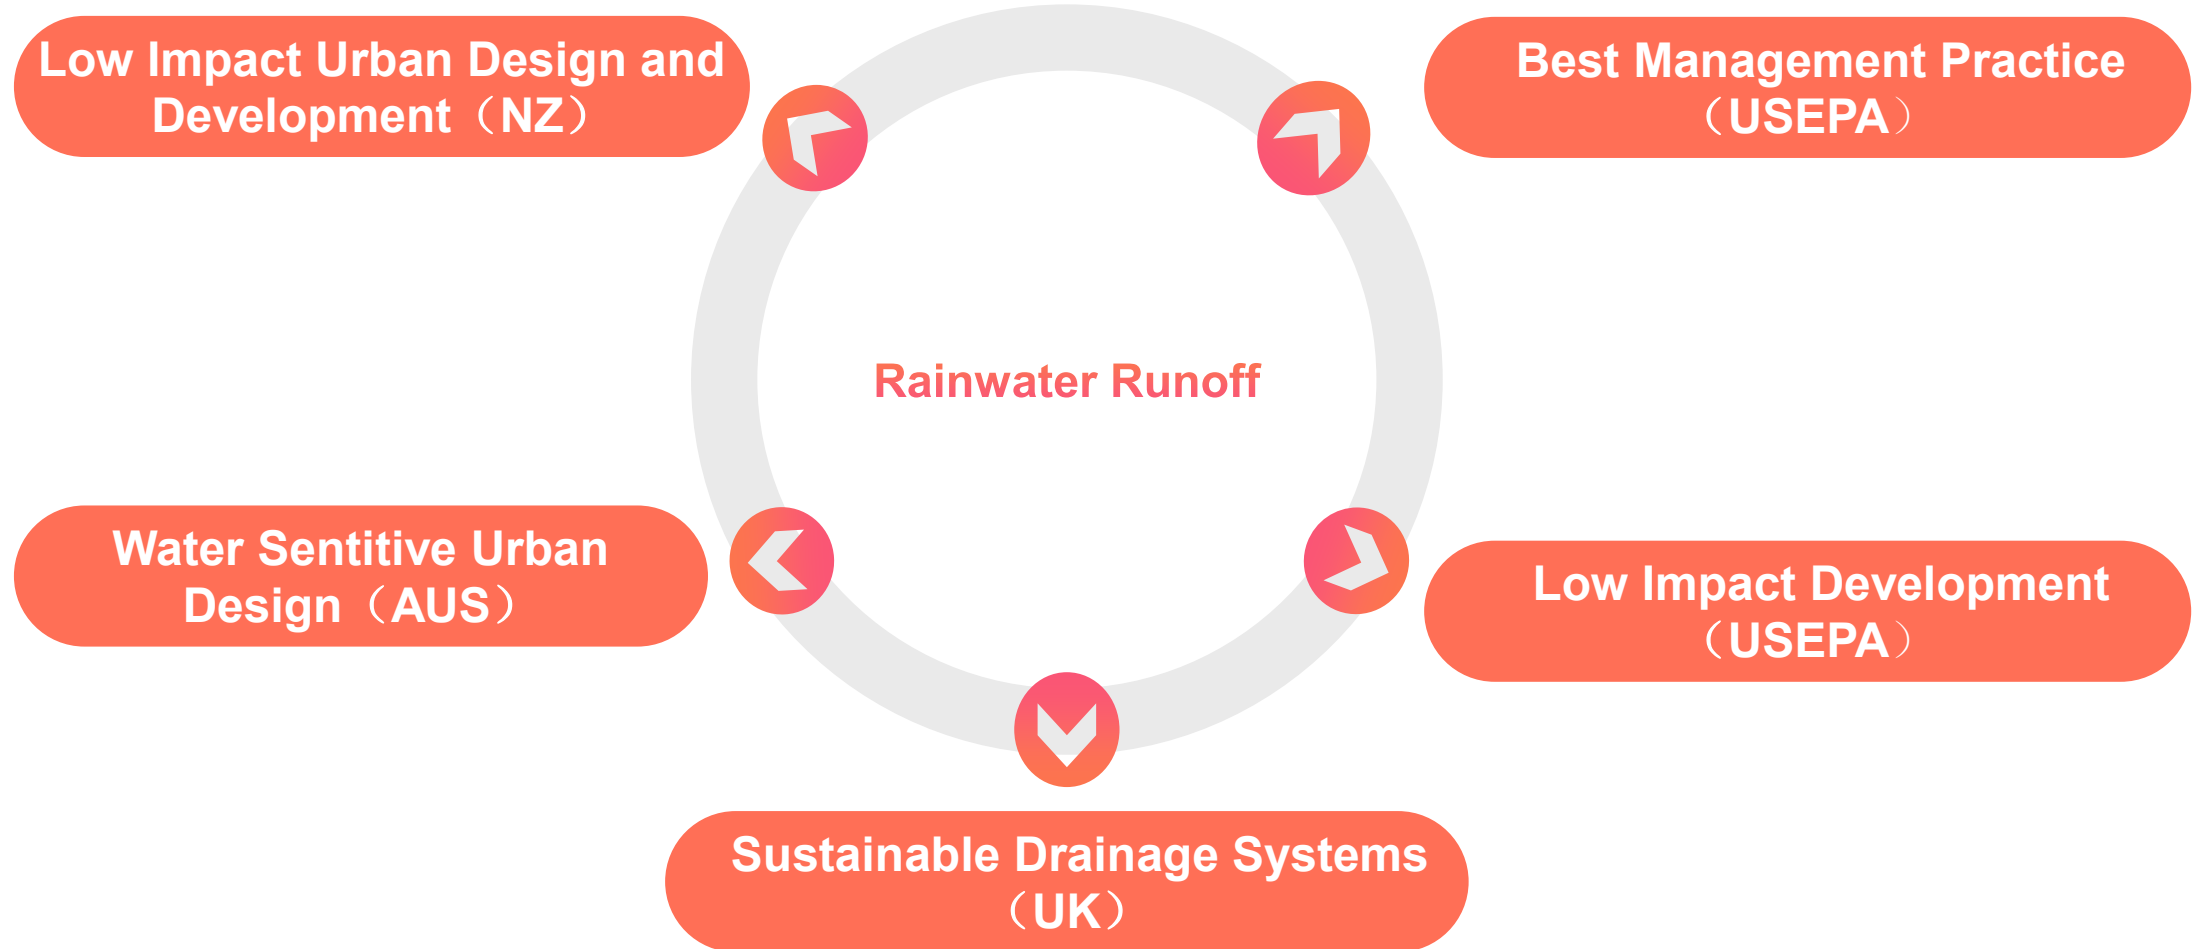 Low Impact Urban Design and
Development（NZ）
Best Management Practice
（USEPA）
Rainwater Runoff
Water Sentitive Urban
Design（AUS）
Low Impact Development
（USEPA）
Sustainable Drainage Systems
（UK）